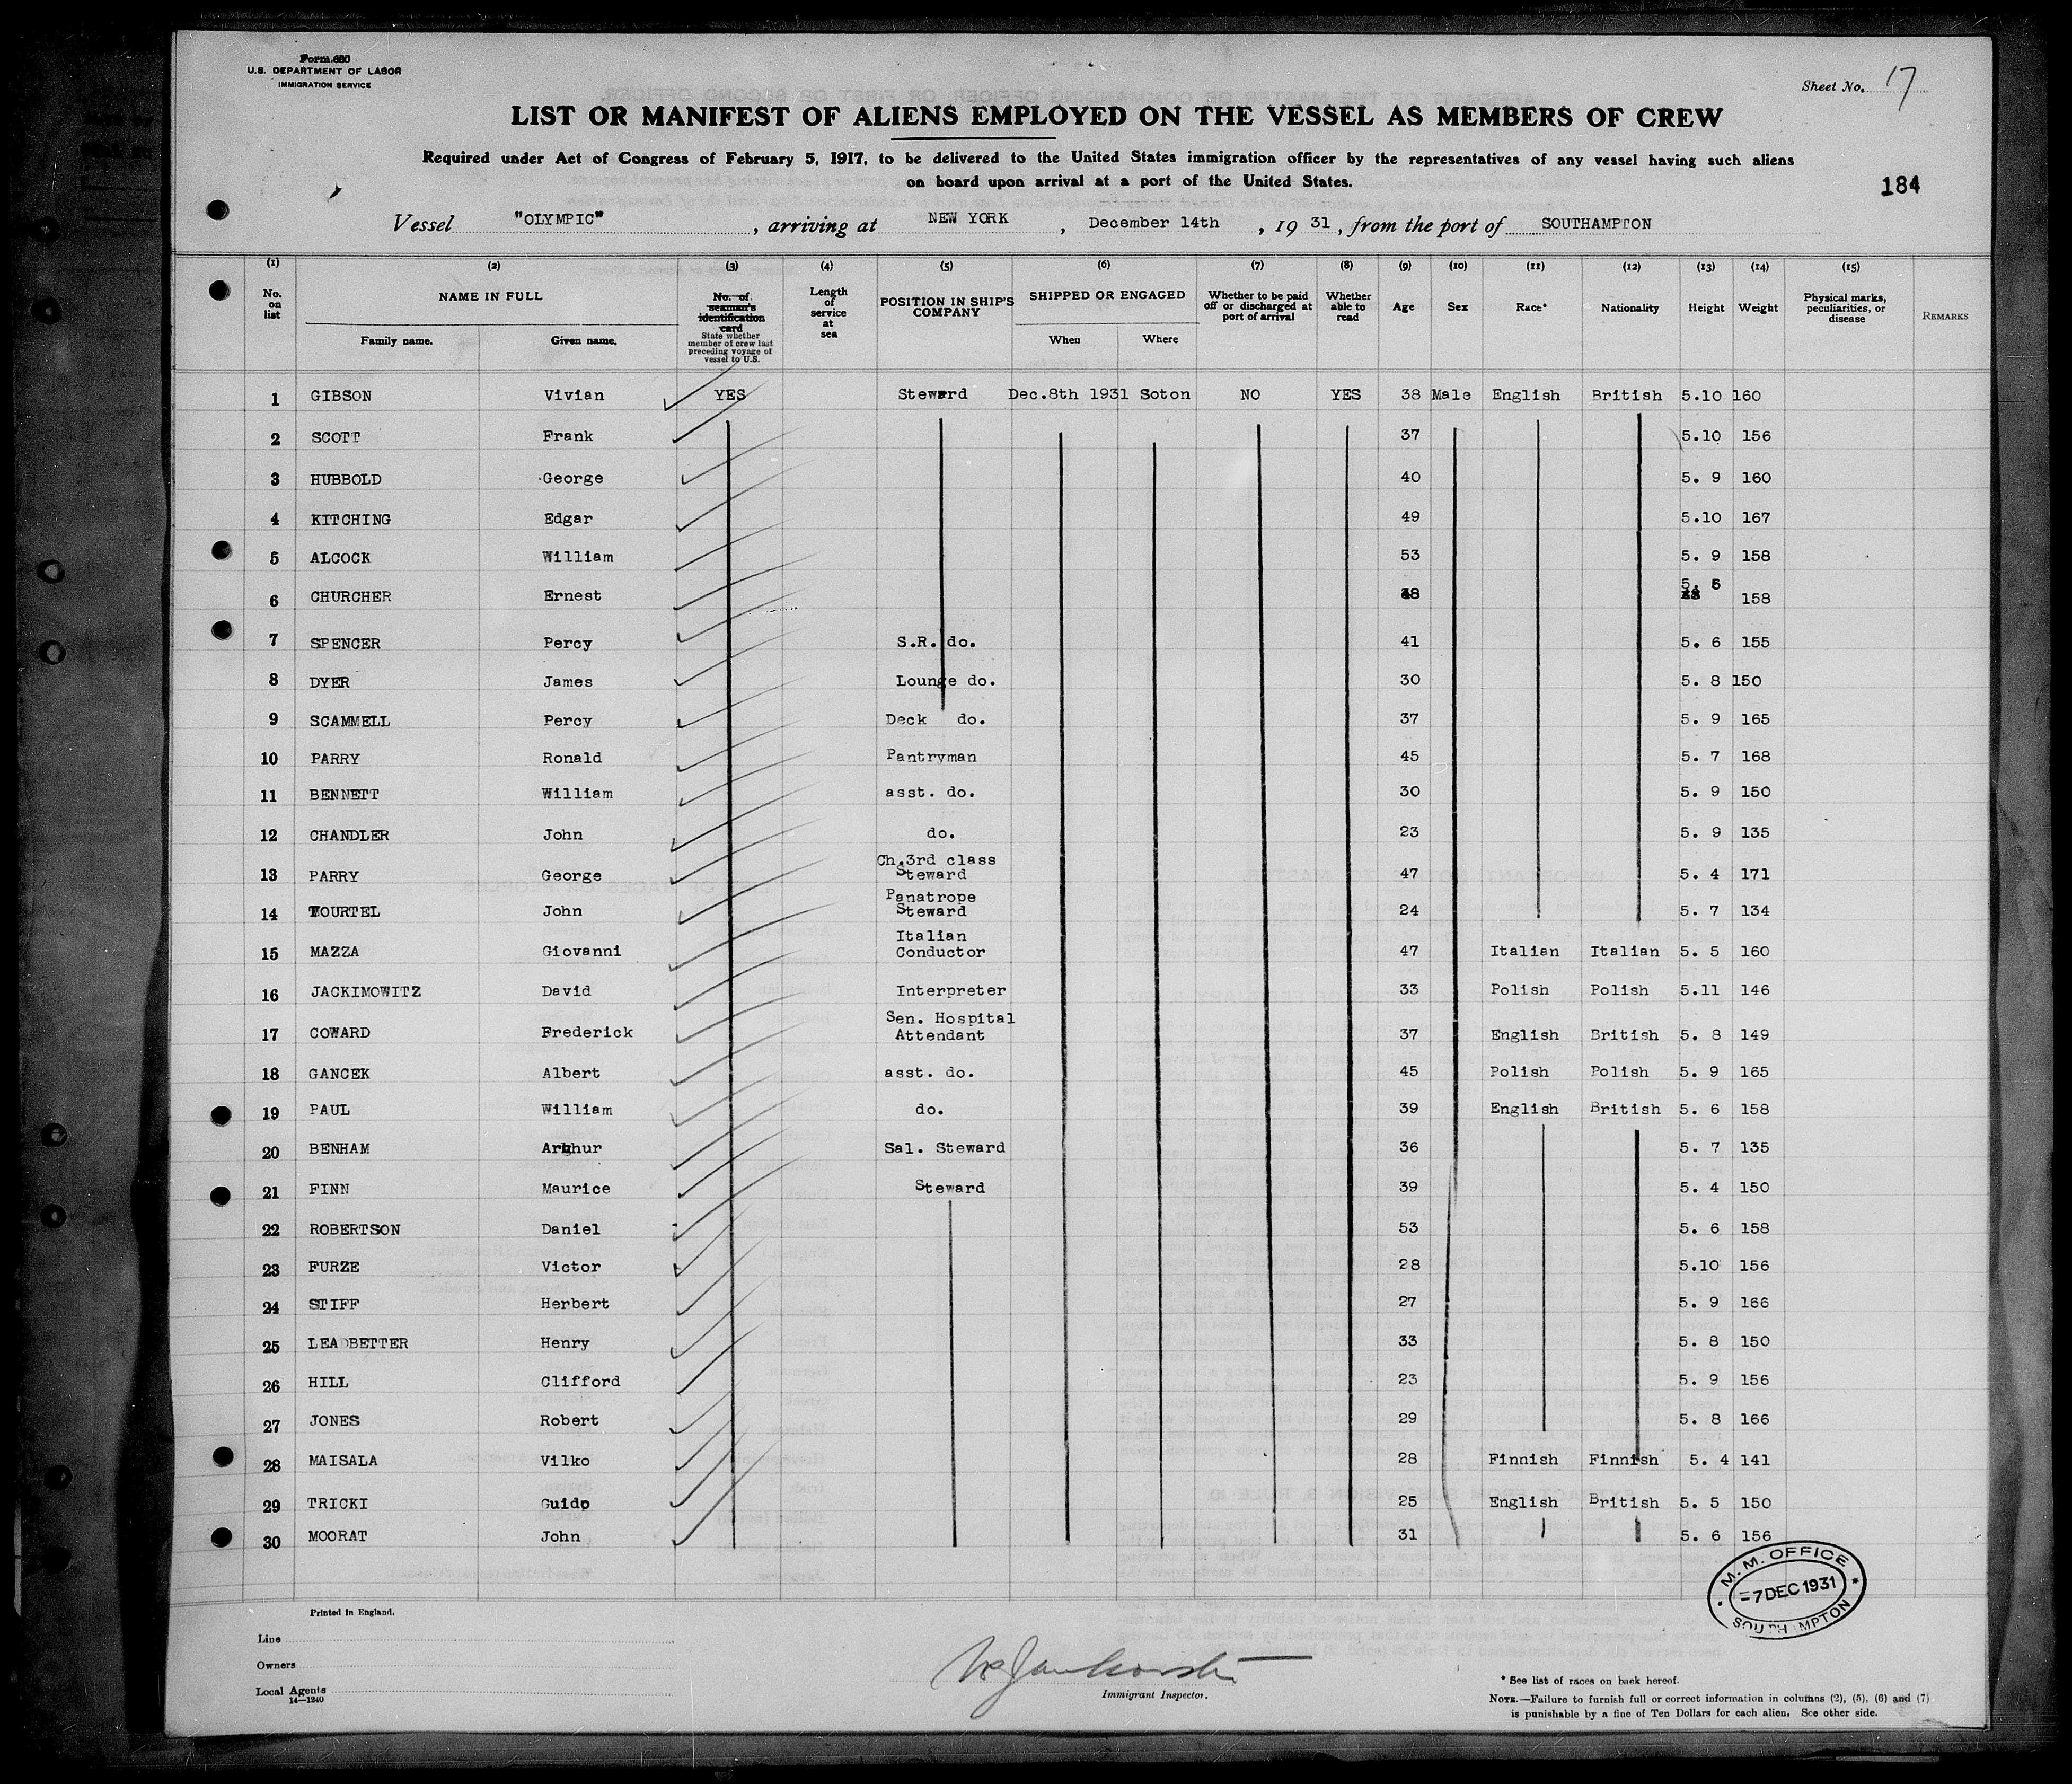 Form 680
U.S. DEPARTMENT OF LABOR
IMMIGRATION SERVICE
Sheet No. 17
LIST OR MANIFEST OF ALIENS EMPLOYED ON THE VESSEL AS MEMBERS OF CREW
Required under Act of Congress of February 5, 1917, to be delivered to the United States immigration officer by the representatives of any vessel having such aliens
on board upon arrival at a port of the United States.
184
Vessel "OLYMPIC", arriving at NEW YORK, December 14th, 19 31, from the port of SOUTHAMPTON
(1) (2) (3) (4) (5) (6) (7) (8) (9) (10) (11) (12) (13) (14) (15)
No. on list NAME IN FULL Family name. Given name. No. of seaman's identification card State whether member of crew last preceding voyage of vessel to U.S. Length of service at sea POSITION IN SHIP'S COMPANY SHIPPED OR ENGAGED When Where Whether to be paid off or discharged at port of arrival Whether able to read Age Sex Race* Nationality Height Weight Physical marks, peculiarities, or disease REMARKS
1 GIBSON Vivian YES Steward Dec.8th 1931 Soton NO YES 38 Male English British 5.10 160
2 SCOTT Frank 37 5.10 156
3 HUBBOLD George 40 5. 9 160
4 KITCHING Edgar 49 5.10 167
5 ALCOCK William 53 5. 9 158
6 CHURCHER Ernest 5. 158
7 SPENCER Percy S.R. do. 41 5. 6 155
8 DYER James Lounge do. 30 5. 8 150
9 SCAMMELL Percy Deck do. 37 5. 9 165
10 PARRY Ronald Pantryman 45 5. 7 168
11 BENNETT William asst. do. 30 5. 9 150
12 CHANDLER John do. 23 5. 9 135
13 PARRY George Ch.3rd class Steward 47 5. 4 171
14 TOURTEL John Panatrope Steward 24 5. 7 134
15 MAZZA Giovanni Italian Conductor 47 Italian Italian 5. 5 160
16 JACKIMOWITZ David Interpreter 33 Polish Polish 5.11 146
17 COWARD Frederick Sen. Hospital Attendant 37 English British 5. 8 149
18 GANCEK Albert asst. do. 45 Polish Polish 5. 9 165
19 PAUL William do. 39 English British 5. 6 158
20 BENHAM Arthur Sal. Steward 36 5. 7 135
21 FINN Maurice Steward 39 5. 4 150
22 ROBERTSON Daniel 53 5. 6 158
23 FURZE Victor 28 5.10 156
24 STIFF Herbert 27 5. 9 166
25 LEADBETTER Henry 33 5. 8 150
26 HILL Clifford 23 5. 9 156
27 JONES Robert 29 5. 8 166
28 MAISALA Vilko 28 Finnish Finnish 5. 4 141
29 TRICKI Guido 25 English British 5. 5 150
30 MOORAT John 31 5. 6 156
M.M. OFFICE
=7 DEC 1931
SOUTHAMPTON
Printed in England.
Line
Owners
Local Agents
14—1240
Immigrant Inspector.
* See list of races on back hereof.
NOTE.—Failure to furnish full or correct information in columns (2), (5), (6) and (7)
is punishable by a fine of Ten Dollars for each alien. See other side.